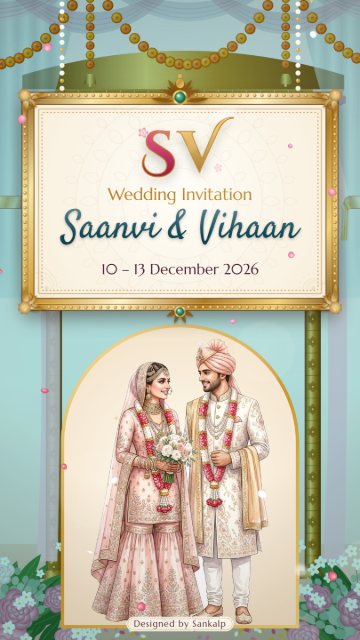 SV
Wedding Invitation
Saanvi & Vihaan
10 – 13 December 2026
Designed by Sankalp